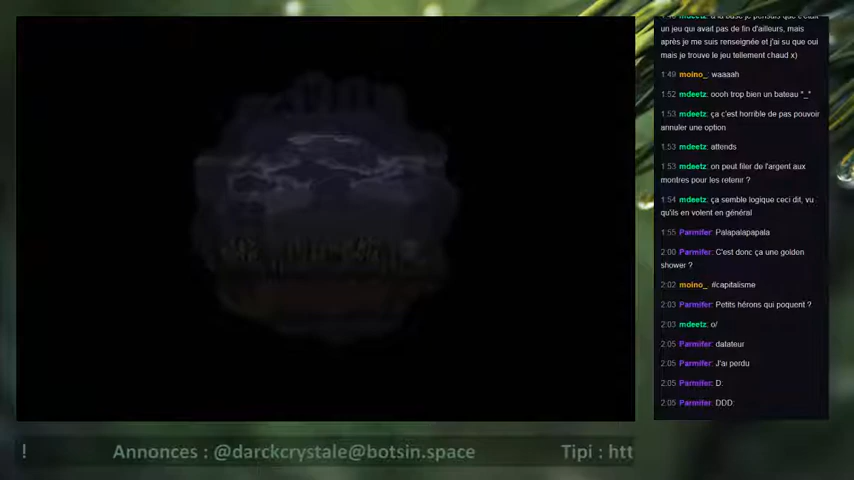 un jeu qui avait pas de fin d'ailleurs, mais
après je me suis renseignée et j'ai su que oui
mais je trouve le jeu tellement chaud x)
1:49 moino_: waaaah
1:52 mdeetz: oooh trop bien un bateau *_*
1:53 mdeetz: ça c'est horrible de pas pouvoir
annuler une option
1:53 mdeetz: attends
1:53 mdeetz: on peut filer de l'argent aux
montres pour les retenir ?
1:54 mdeetz: ça semble logique ceci dit, vu
qu'ils en volent en général
1:55 Parmifer: Palapalapapala
2:00 Parmifer: C'est donc ça une golden
shower ?
2:02 moino_: #capitalisme
2:03 Parmifer: Petits hérons qui poquent ?
2:03 mdeetz: o/
2:05 Parmifer: dalateur
2:05 Parmifer: J'ai perdu
2:05 Parmifer: D:
2:05 Parmifer: DDD:
! Annonces : @darckcrystale@botsin.space Tipi : htt